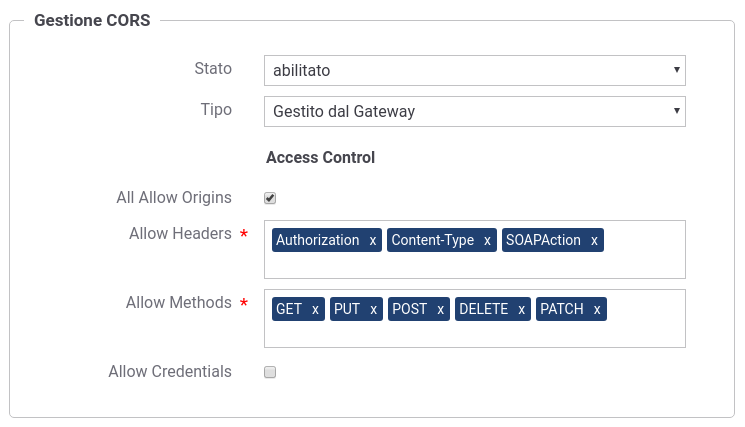 Gestione CORS
Stato abilitato
Tipo Gestito dal Gateway
Access Control
All Allow Origins
Allow Headers * Authorization x Content-Type x SOAPAction x
Allow Methods * GET x PUT x POST x DELETE x PATCH x
Allow Credentials